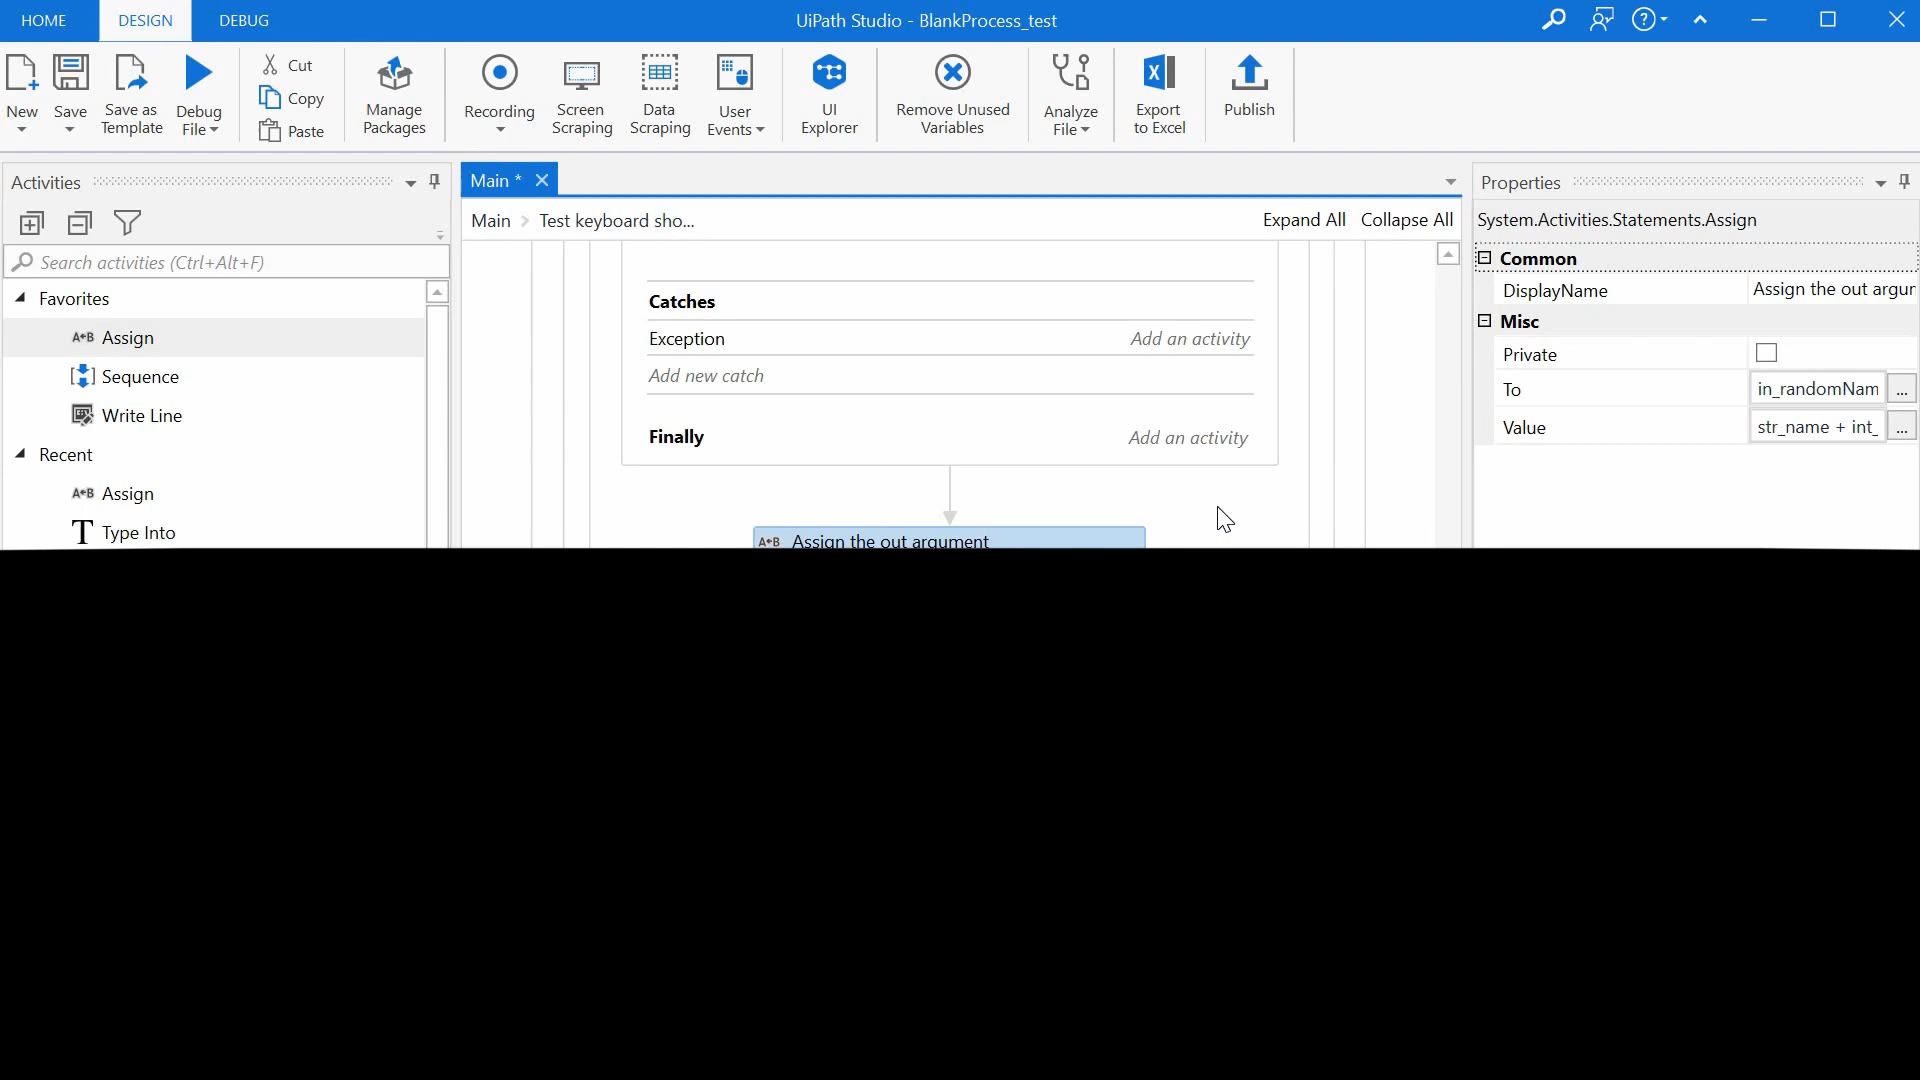 HOME DESIGN DEBUG UiPath Studio - BlankProcess_test
New
Save
Save as
Template
Debug
File
Cut
Copy
Paste
Manage
Packages
Recording
Screen
Scraping
Data
Scraping
User
Events
UI
Explorer
Remove Unused
Variables
Analyze
File
Export
to Excel
Publish
Activities
Search activities (Ctrl+Alt+F)
Favorites
A+B Assign
Sequence
Write Line
Recent
A+B Assign
Type Into
Main *
Main > Test keyboard sho... Expand All Collapse All
Catches
Exception Add an activity
Add new catch
Finally Add an activity
A+B Assign the out argument
Properties
System.Activities.Statements.Assign
Common
DisplayName Assign the out argur
Misc
Private
To in_randomNam ...
Value str_name + int_ ...